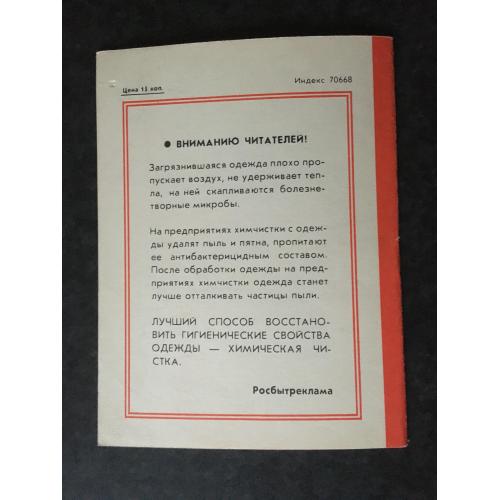 Цена 15 коп.
Индекс 70668
● ВНИМАНИЮ ЧИТАТЕЛЕЙ!
Загрязнившаяся одежда плохо про-
пускает воздух, не удерживает теп-
ла, на ней скапливаются болезне-
творные микробы.
На предприятиях химчистки с одеж-
ды удалят пыль и пятна, пропитают
ее антибактерицидным составом.
После обработки одежды на пред-
приятиях химчистки одежда станет
лучше отталкивать частицы пыли.
ЛУЧШИЙ СПОСОБ ВОССТАНО-
ВИТЬ ГИГИЕНИЧЕСКИЕ СВОЙСТВА
ОДЕЖДЫ — ХИМИЧЕСКАЯ ЧИ-
СТКА.
Росбытреклама